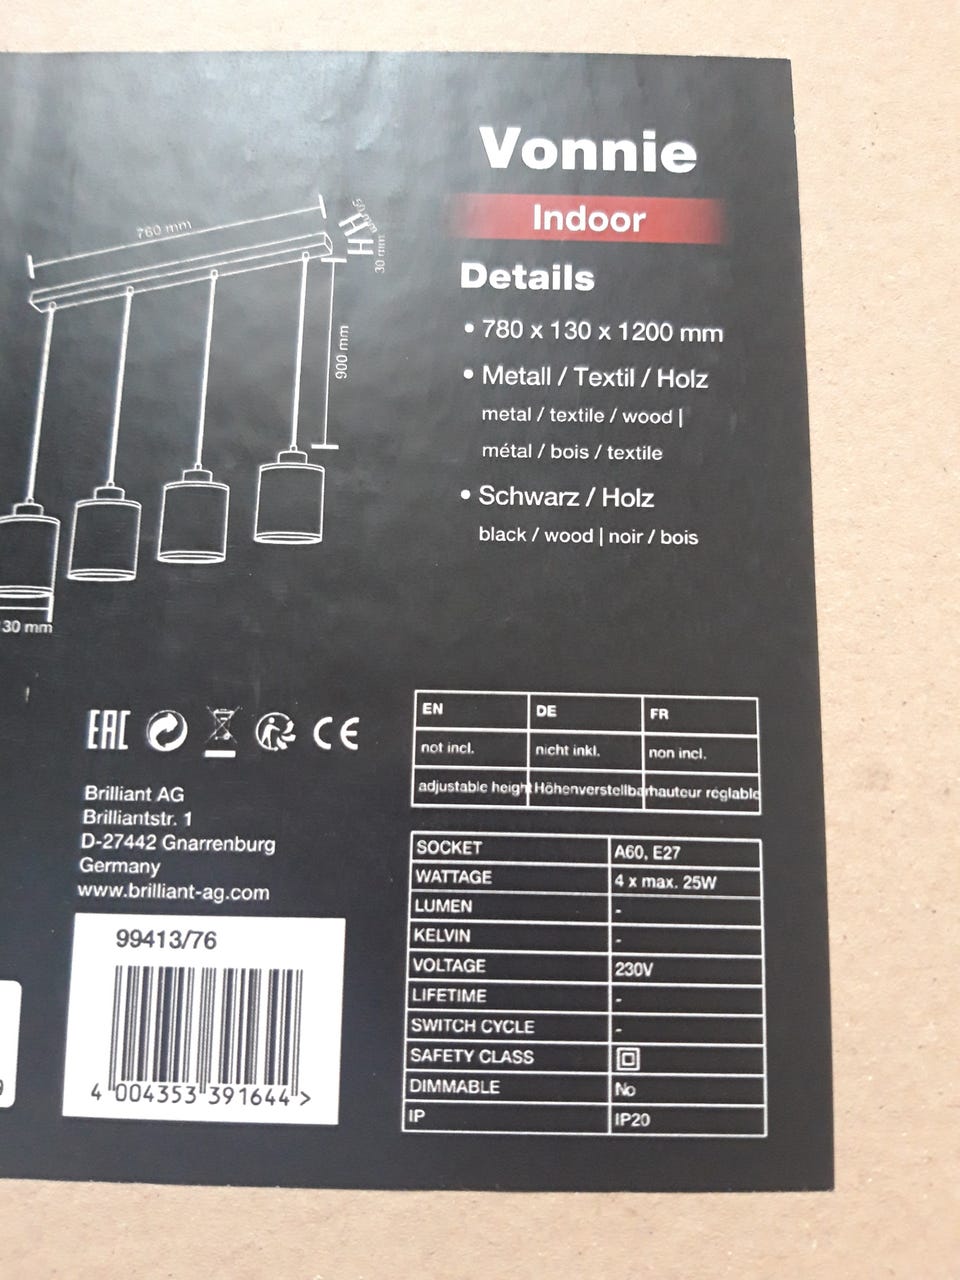 Vonnie
Indoor
Details
• 780 x 130 x 1200 mm
• Metall / Textil / Holz
metal / textile / wood |
métal / bois / textile
• Schwarz / Holz
black / wood | noir / bois
760 mm
30 mm
900 mm
30 mm
EAC
CE
Brilliant AG
Brilliantstr. 1
D-27442 Gnarrenburg
Germany
www.brilliant-ag.com
99413/76
4 004353 391644 >
EN DE FR
not incl. nicht inkl. non incl.
adjustable height Höhenverstellbar hauteur réglable
SOCKET A60, E27
WATTAGE 4 x max. 25W
LUMEN -
KELVIN -
VOLTAGE 230V
LIFETIME -
SWITCH CYCLE -
SAFETY CLASS
DIMMABLE No
IP IP20